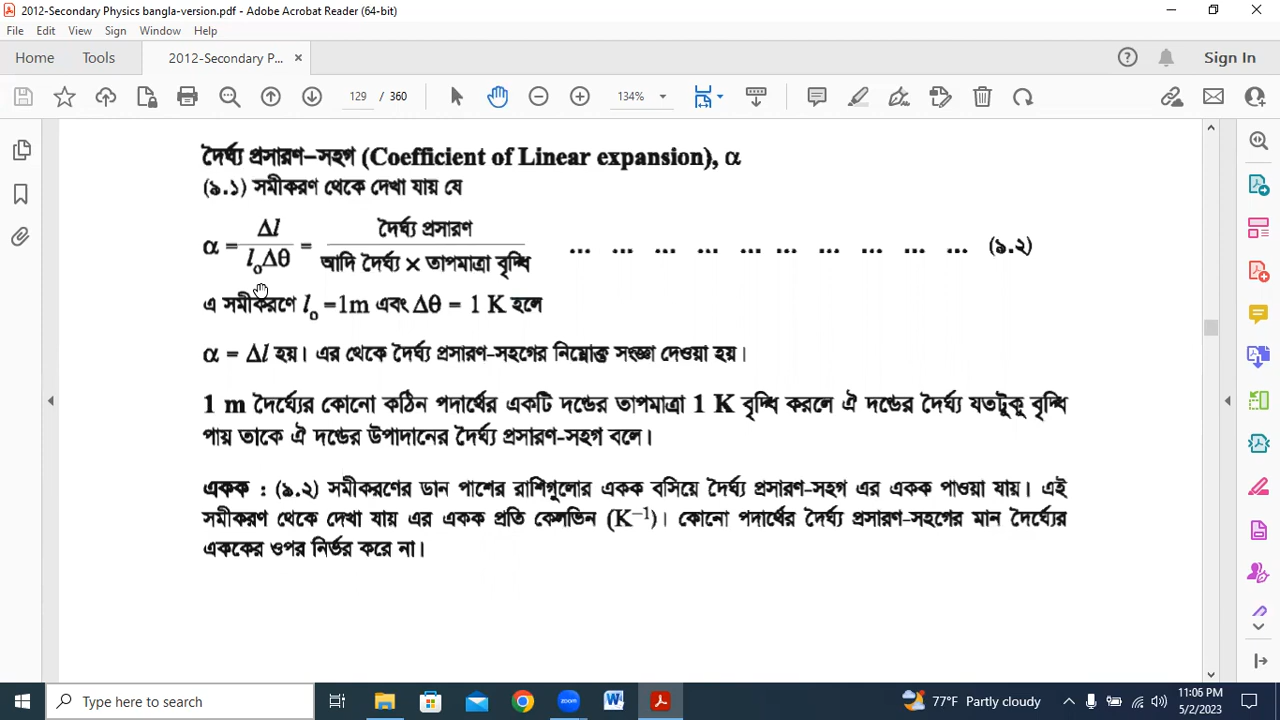 2012-Secondary Physics bangla-version.pdf - Adobe Acrobat Reader (64-bit)
File Edit View Sign Window Help
Home Tools 2012-Secondary P... × Sign In
129 / 360 134%
দৈর্ঘ্য প্রসারণ-সহগ (Coefficient of Linear expansion), α
(৯.১) সমীকরণ থেকে দেখা যায় যে
α = Δl / l₀Δθ = দৈর্ঘ্য প্রসারণ / আদি দৈর্ঘ্য × তাপমাত্রা বৃদ্ধি ... ... ... ... ... ... ... ... ... ... (৯.২)
এ সমীকরণে l₀ =1m এবং Δθ = 1 K হলে
α = Δl হয়। এর থেকে দৈর্ঘ্য প্রসারণ-সহগের নিম্নোক্ত সংজ্ঞা দেওয়া হয়।
1 m দৈর্ঘ্যের কোনো কঠিন পদার্থের একটি দন্ডের তাপমাত্রা 1 K বৃদ্ধি করলে ঐ দন্ডের দৈর্ঘ্য যতটুকু বৃদ্ধি
পায় তাকে ঐ দন্ডের উপাদানের দৈর্ঘ্য প্রসারণ-সহগ বলে।
একক : (৯.২) সমীকরণের ডান পাশের রাশিগুলোর একক বসিয়ে দৈর্ঘ্য প্রসারণ-সহগ এর একক পাওয়া যায়। এই
সমীকরণ থেকে দেখা যায় এর একক প্রতি কেলভিন (K⁻¹)। কোনো পদার্থের দৈর্ঘ্য প্রসারণ-সহগের মান দৈর্ঘ্যের
এককের ওপর নির্ভর করে না।
Type here to search
zoom
77°F Partly cloudy
11:06 PM
5/2/2023